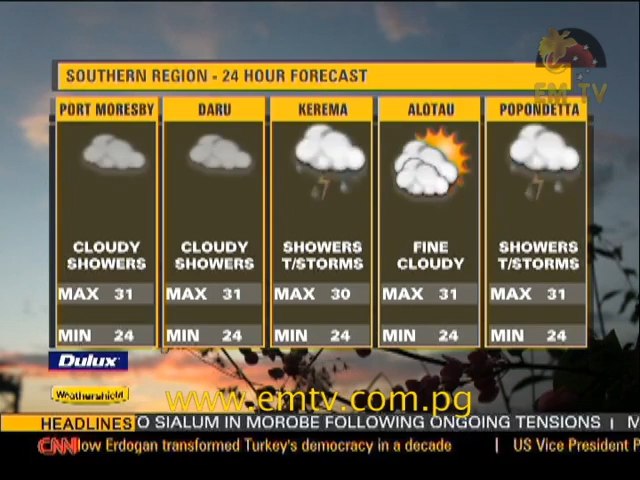 SOUTHERN REGION - 24 HOUR FORECAST
EM TV
PORT MORESBY DARU KEREMA ALOTAU POPONDETTA
CLOUDY CLOUDY SHOWERS FINE SHOWERS
SHOWERS SHOWERS T/STORMS CLOUDY T/STORMS
MAX 31 MAX 31 MAX 30 MAX 31 MAX 31
MIN 24 MIN 24 MIN 24 MIN 24 MIN 24
Dulux
Weathershield
www.emtv.com.pg
HEADLINES O SIALUM IN MOROBE FOLLOWING ONGOING TENSIONS | M
CNN low Erdogan transformed Turkey's democracy in a decade | US Vice President P